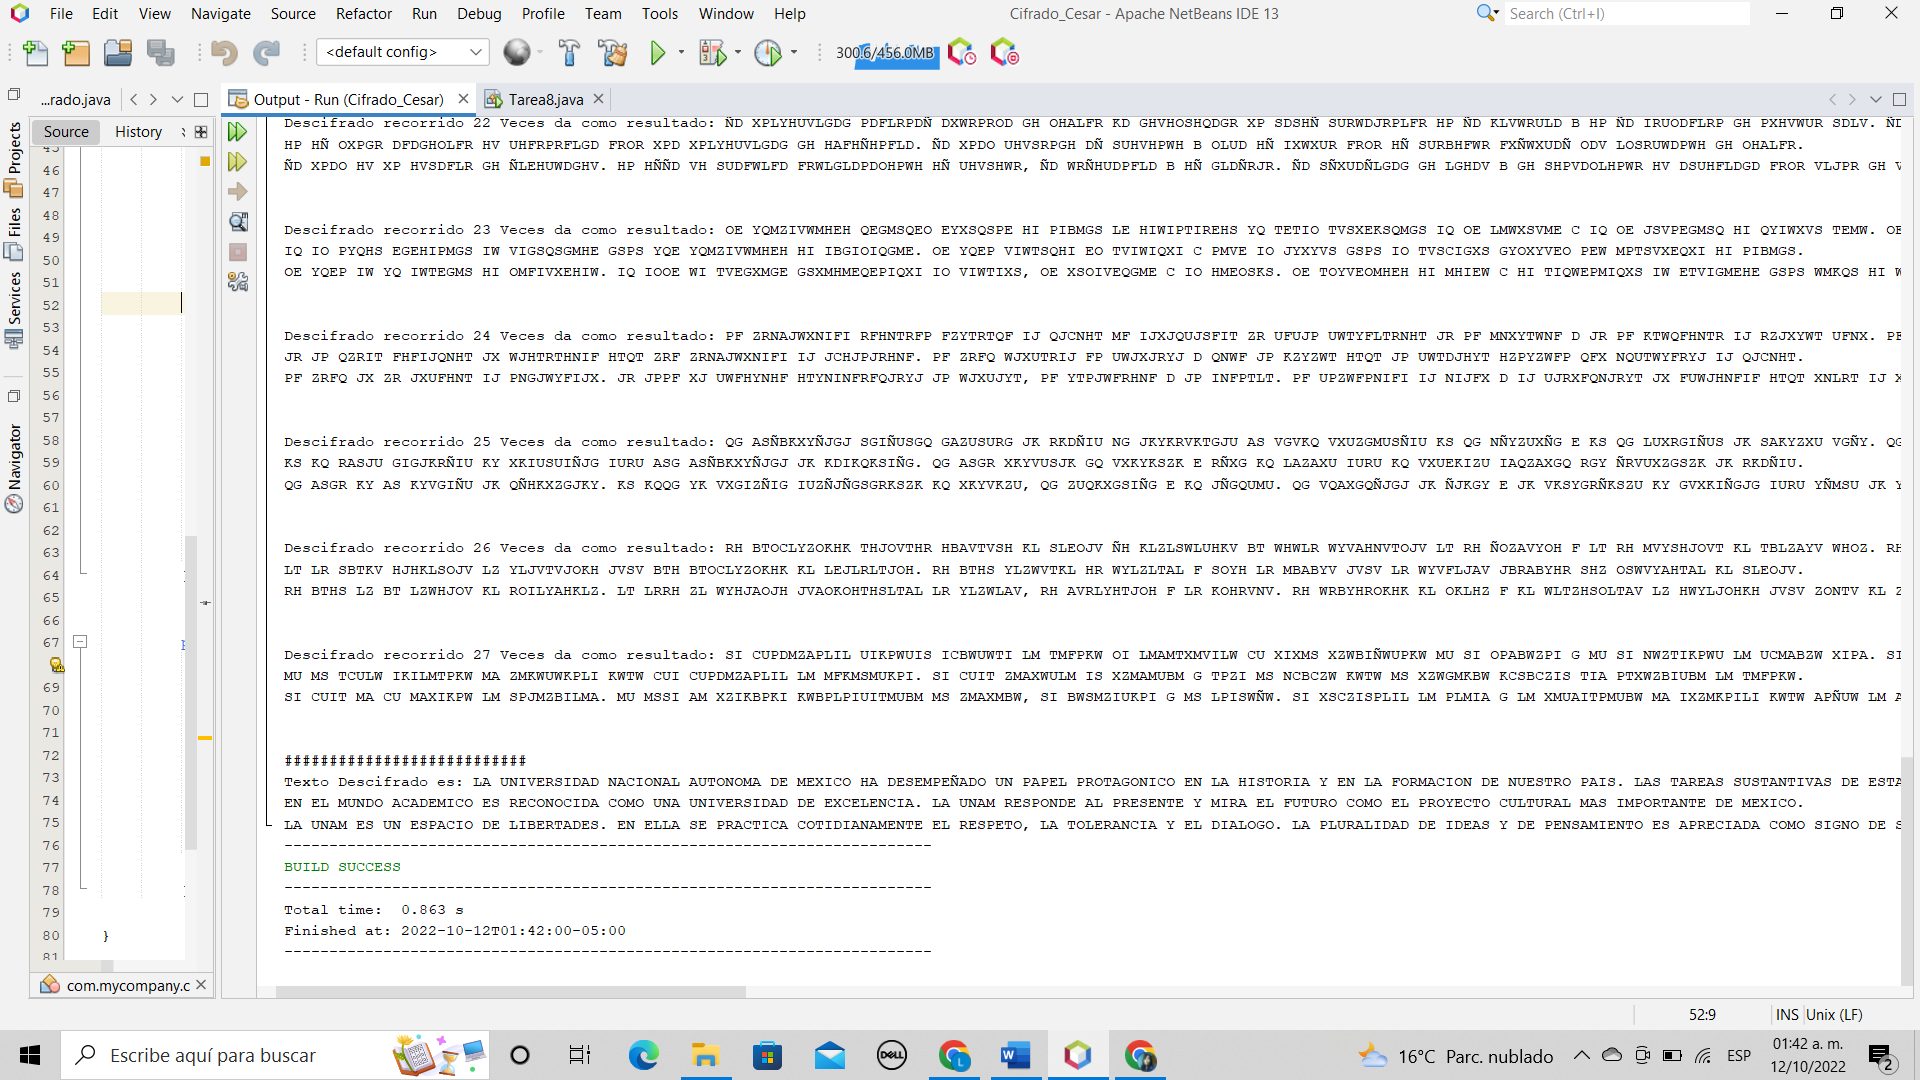 File Edit View Navigate Source Refactor Run Debug Profile Team Tools Window Help
Cifrado_Cesar - Apache NetBeans IDE 13
Search (Ctrl+I)
<default config>
300.6/456.0MB
...rado.java
Output - Run (Cifrado_Cesar)
Tarea8.java
Source History
Projects
Files
Services
Navigator
45
46
47
48
49
50
51
52
53
54
55
56
57
58
59
60
61
62
63
64
65
66
67
69
70
71
72
73
74
75
76
77
78
79
80 }
81
Descifrado recorrido 22 Veces da como resultado: ÑD XPLYHUVLGDG PDFLRPDÑ DXWRPROD GH OHALFR KD GHVHOSHQDGR XP SDSHÑ SURWDJRPLFR HP ÑD KLVWRULD B HP ÑD IRUODFLRP GH PXHVWUR SDLV. ÑD
HP HÑ OXPGR DFDGHOLFR HV UHFRPRFLGD FROR XPD XPLYHUVLGDG GH HAFHÑHPFLD. ÑD XPDO UHVSRPGH DÑ SUHVHPWH B OLUD HÑ IXWXUR FROR HÑ SURBHFWR FXÑWXUDÑ ODV LOSRUWDPWH GH OHALFR.
ÑD XPDO HV XP HVSDFLR GH ÑLEHUWDGHV. HP HÑÑD VH SUDFWLFD FRWLGLDPDOHPWH HÑ UHVSHWR, ÑD WRÑHUDPFLD B HÑ GLDÑRJR. ÑD SÑXUDÑLGDG GH LGHDV B GH SHPVDOLHPWR HV DSUHFLDGD FROR VLJPR GH V
Descifrado recorrido 23 Veces da como resultado: OE YQMZIVWMHEH QEGMSQEO EYXSQSPE HI PIBMGS LE HIWIPTIREHS YQ TETIO TVSXEKSQMGS IQ OE LMWXSVME C IQ OE JSVPEGMSQ HI QYIWXVS TEMW. OE
IQ IO PYQHS EGEHIPMGS IW VIGSQSGMHE GSPS YQE YQMZIVWMHEH HI IBGIOIQGME. OE YQEP VIWTSQHI EO TVIWIQXI C PMVE IO JYXYVS GSPS IO TVSCIGXS GYOXYVEO PEW MPTSVXEQXI HI PIBMGS.
OE YQEP IW YQ IWTEGMS HI OMFIVXEHIW. IQ IOOE WI TVEGXMGE GSXMHMEQEPIQXI IO VIWTIXS, OE XSOIVEQGME C IO HMEOSKS. OE TOYVEOMHEH HI MHIEW C HI TIQWEPMIQXS IW ETVIGMEHE GSPS WMKQS HI W
Descifrado recorrido 24 Veces da como resultado: PF ZRNAJWXNIFI RFHNTRFP FZYTRTQF IJ QJCNHT MF IJXJQUJSFIT ZR UFUJP UWTYFLTRNHT JR PF MNXYTWNF D JR PF KTWQFHNTR IJ RZJXYWT UFNX. PF
JR JP QZRIT FHFIJQNHT JX WJHTRTHNIF HTQT ZRF ZRNAJWXNIFI IJ JCHJPJRHNF. PF ZRFQ WJXUTRIJ FP UWJXJRYJ D QNWF JP KZYZWT HTQT JP UWTDJHYT HZPYZWFP QFX NQUTWYFRYJ IJ QJCNHT.
PF ZRFQ JX ZR JXUFHNT IJ PNGJWYFIJX. JR JPPF XJ UWFHYNHF HTYNINFRFQJRYJ JP WJXUJYT, PF YTPJWFRHNF D JP INFPTLT. PF UPZWFPNIFI IJ NIJFX D IJ UJRXFQNJRYT JX FUWJHNFIF HTQT XNLRT IJ X
Descifrado recorrido 25 Veces da como resultado: QG ASÑBKXYÑJGJ SGIÑUSGQ GAZUSURG JK RKDÑIU NG JKYKRVKTGJU AS VGVKQ VXUZGMUSÑIU KS QG NÑYZUXÑG E KS QG LUXRGIÑUS JK SAKYZXU VGÑY. QG
KS KQ RASJU GIGJKRÑIU KY XKIUSUIÑJG IURU ASG ASÑBKXYÑJGJ JK KDIKQKSIÑG. QG ASGR XKYVUSJK GQ VXKYKSZK E RÑXG KQ LAZAXU IURU KQ VXUEKIZU IAQZAXGQ RGY ÑRVUXZGSZK JK RKDÑIU.
QG ASGR KY AS KYVGIÑU JK QÑHKXZGJKY. KS KQQG YK VXGIZÑIG IUZÑJÑGSGRKSZK KQ XKYVKZU, QG ZUQKXGSIÑG E KQ JÑGQUMU. QG VQAXGQÑJGJ JK ÑJKGY E JK VKSYGRÑKSZU KY GVXKIÑGJG IURU YÑMSU JK Y
Descifrado recorrido 26 Veces da como resultado: RH BTOCLYZOKHK THJOVTHR HBAVTVSH KL SLEOJV ÑH KLZLSWLUHKV BT WHWLR WYVAHNVTOJV LT RH ÑOZAVYOH F LT RH MVYSHJOVT KL TBLZAYV WHOZ. RH
LT LR SBTKV HJHKLSOJV LZ YLJVTVJOKH JVSV BTH BTOCLYZOKHK KL LEJLRLTJOH. RH BTHS YLZWVTKL HR WYLZLTAL F SOYH LR MBABYV JVSV LR WYVFLJAV JBRABYHR SHZ OSWVYAHTAL KL SLEOJV.
RH BTHS LZ BT LZWHJOV KL ROILYAHKLZ. LT LRRH ZL WYHJAOJH JVAOKOHTHSLTAL LR YLZWLAV, RH AVRLYHTJOH F LR KOHRVNV. RH WRBYHROKHK KL OKLHZ F KL WLTZHSOLTAV LZ HWYLJOHKH JVSV ZONTV KL Z
Descifrado recorrido 27 Veces da como resultado: SI CUPDMZAPLIL UIKPWUIS ICBWUWTI LM TMFPKW OI LMAMTXMVILW CU XIXMS XZWBIÑWUPKW MU SI OPABWZPI G MU SI NWZTIKPWU LM UCMABZW XIPA. SI
MU MS TCULW IKILMTPKW MA ZMKWUWKPLI KWTW CUI CUPDMZAPLIL LM MFKMSMUKPI. SI CUIT ZMAXWULM IS XZMAMUBM G TPZI MS NCBCZW KWTW MS XZWGMKBW KCSBCZIS TIA PTXWZBIUBM LM TMFPKW.
SI CUIT MA CU MAXIKPW LM SPJMZBILMA. MU MSSI AM XZIKBPKI KWBPLPIUITMUBM MS ZMAXMBW, SI BWSMZIUKPI G MS LPISWÑW. SI XSCZISPLIL LM PLMIA G LM XMUAITPMUBW MA IXZMKPILI KWTW APÑUW LM A
###########################
Texto Descifrado es: LA UNIVERSIDAD NACIONAL AUTONOMA DE MEXICO HA DESEMPEÑADO UN PAPEL PROTAGONICO EN LA HISTORIA Y EN LA FORMACION DE NUESTRO PAIS. LAS TAREAS SUSTANTIVAS DE ESTA
EN EL MUNDO ACADEMICO ES RECONOCIDA COMO UNA UNIVERSIDAD DE EXCELENCIA. LA UNAM RESPONDE AL PRESENTE Y MIRA EL FUTURO COMO EL PROYECTO CULTURAL MAS IMPORTANTE DE MEXICO.
LA UNAM ES UN ESPACIO DE LIBERTADES. EN ELLA SE PRACTICA COTIDIANAMENTE EL RESPETO, LA TOLERANCIA Y EL DIALOGO. LA PLURALIDAD DE IDEAS Y DE PENSAMIENTO ES APRECIADA COMO SIGNO DE S
------------------------------------------------------------------------
BUILD SUCCESS
------------------------------------------------------------------------
Total time:  0.863 s
Finished at: 2022-10-12T01:42:00-05:00
------------------------------------------------------------------------
com.mycompany.c
52:9 INS Unix (LF)
Escribe aquí para buscar
DELL
16°C Parc. nublado
ESP
01:42 a. m.
12/10/2022
2